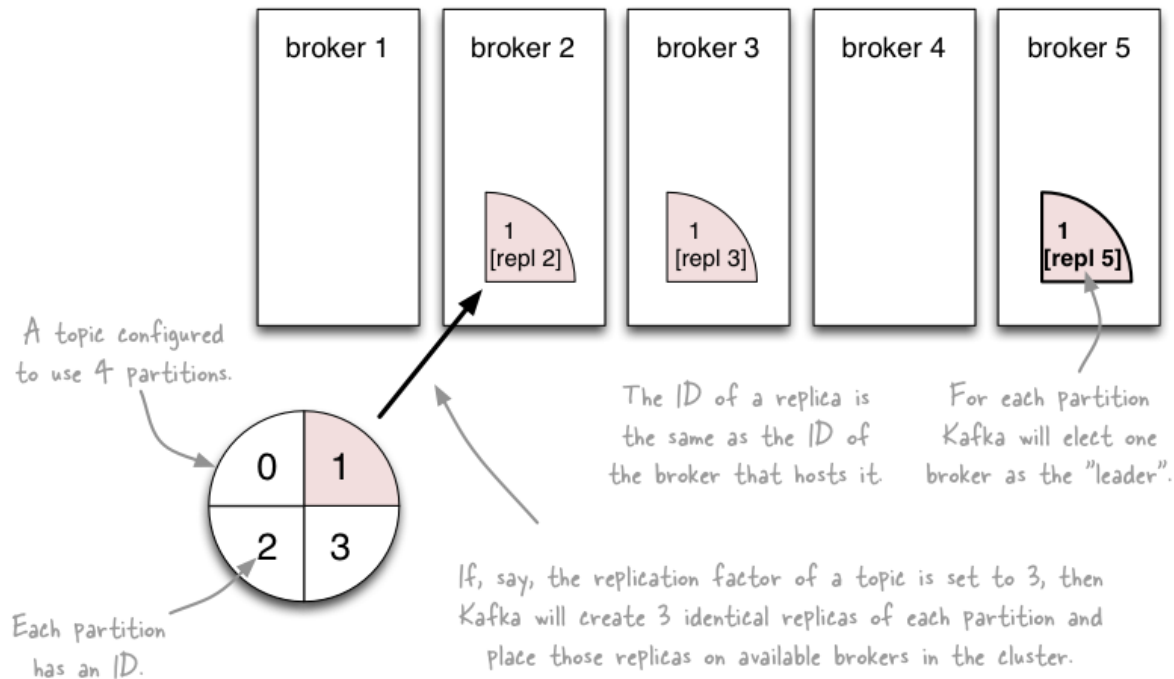 broker 1
broker 2
broker 3
broker 4
broker 5
1
[repl 2]
1
[repl 3]
1
[repl 5]
A topic configured
to use 4 partitions.
The ID of a replica is
the same as the ID of
the broker that hosts it.
For each partition
Kafka will elect one
broker as the "leader".
0
1
2
3
Each partition
has an ID.
If, say, the replication factor of a topic is set to 3, then
Kafka will create 3 identical replicas of each partition and
place those replicas on available brokers in the cluster.